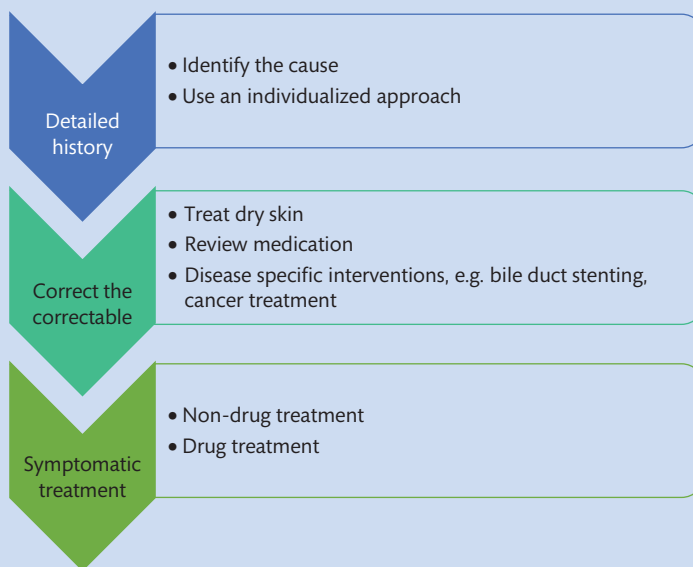 Detailed
history
• Identify the cause
• Use an individualized approach
Correct the
correctable
• Treat dry skin
• Review medication
• Disease specific interventions, e.g. bile duct stenting,
cancer treatment
Symptomatic
treatment
• Non-drug treatment
• Drug treatment